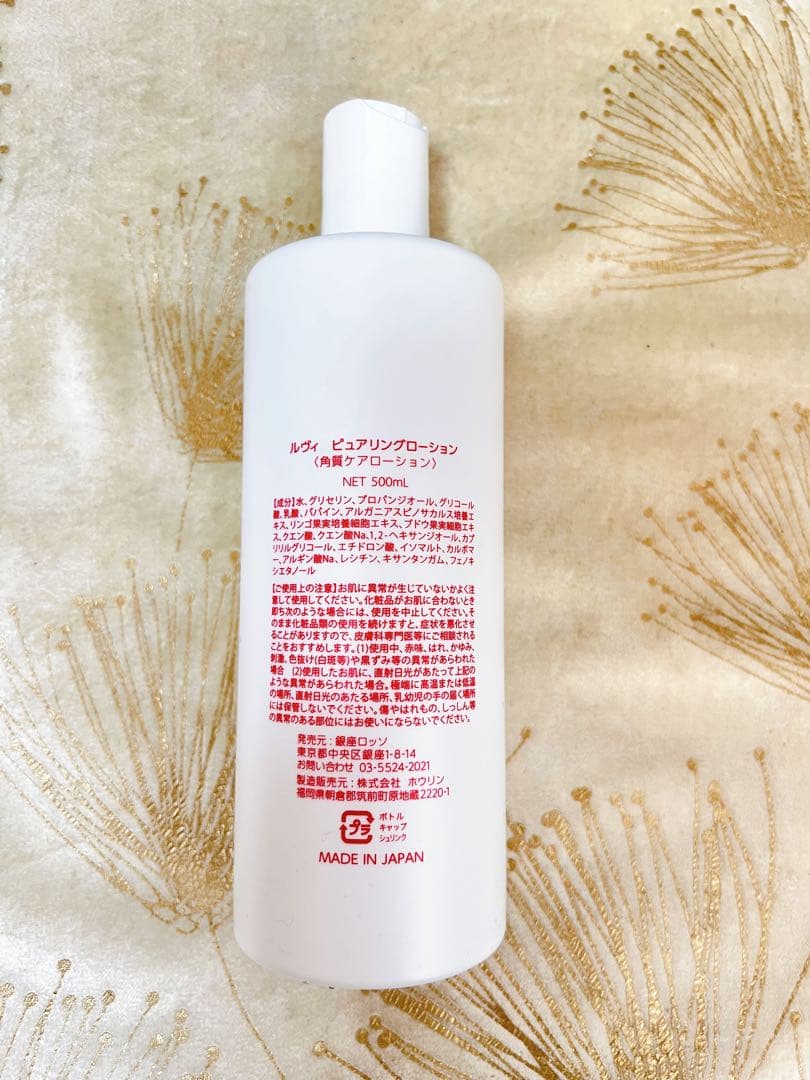 ルヴィ ピュアリングローション
〈角質ケアローション〉
NET 500mL
【成分】水、グリセリン、プロパンジオール、グリコール
酸、乳酸、パパイン、アルガニアスピノサカルス培養エ
キス、リンゴ果実培養細胞エキス、ブドウ果実細胞エキ
ス、クエン酸、クエン酸Na、1,2-ヘキサンジオール、カプ
リリルグリコール、エチドロン酸、イソマルト、カルボマ
ー、アルギン酸Na、レシチン、キサンタンガム、フェノキ
シエタノール
【ご使用上の注意】お肌に異常が生じていないかよく注
意して使用してください。化粧品がお肌に合わないとき
即ち次のような場合には、使用を中止してください。そ
のまま化粧品類の使用を続けますと、症状を悪化させ
ることがありますので、皮膚科専門医等にご相談される
ことをおすすめします。(1)使用中、赤味、はれ、かゆみ、
刺激、色抜け(白斑等)や黒ずみ等の異常があらわれた
場合 (2)使用したお肌に、直射日光があたって上記の
ような異常があらわれた場合。極端に高温または低温
の場所、直射日光のあたる場所、乳幼児の手の届く場所
には保管しないでください。傷やはれもの、しっしん等
の異常のある部位にはお使いにならないでください。
発売元：銀座ロッソ
東京都中央区銀座1-8-14
お問い合わせ 03-5524-2021
製造販売元：株式会社 ホウリン
福岡県朝倉郡筑前町原地蔵2220-1
プラ
ボトル
キャップ
シュリンク
MADE IN JAPAN